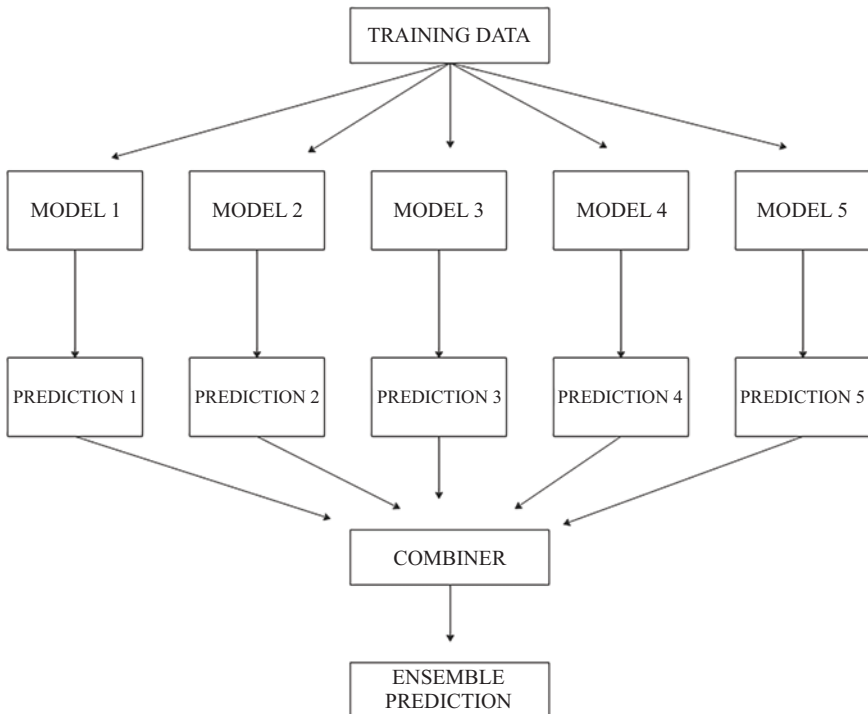 TRAINING DATA
MODEL 1
MODEL 2
MODEL 3
MODEL 4
MODEL 5
PREDICTION 1
PREDICTION 2
PREDICTION 3
PREDICTION 4
PREDICTION 5
COMBINER
ENSEMBLE
PREDICTION